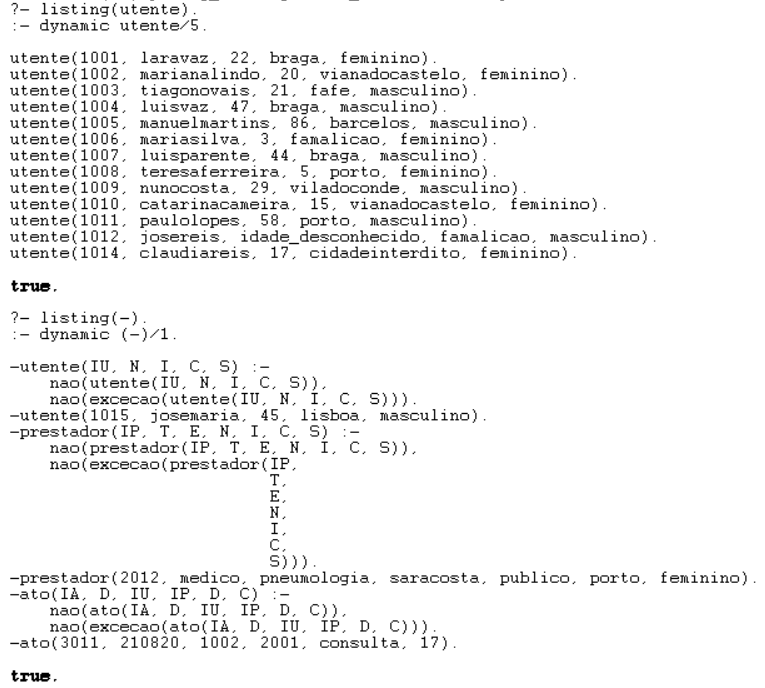 ?- listing(utente).
:- dynamic utente/5.
utente(1001, laravaz, 22, braga, feminino).
utente(1002, marianalindo, 20, vianadocastelo, feminino).
utente(1003, tiagonovais, 21, fafe, masculino).
utente(1004, luisvaz, 47, braga, masculino).
utente(1005, manuelmartins, 86, barcelos, masculino).
utente(1006, mariasilva, 3, famalicao, feminino).
utente(1007, luisparente, 44, braga, masculino).
utente(1008, teresaferreira, 5, porto, feminino).
utente(1009, nunocosta, 29, viladoconde, masculino).
utente(1010, catarinacameira, 15, vianadocastelo, feminino).
utente(1011, paulolopes, 58, porto, masculino).
utente(1012, josereis, idade_desconhecido, famalicao, masculino).
utente(1014, claudiareis, 17, cidadeinterdito, feminino).
true.
?- listing(-).
:- dynamic (-)/1.
-utente(IU, N, I, C, S) :-
    nao(utente(IU, N, I, C, S)),
    nao(excecao(utente(IU, N, I, C, S))).
-utente(1015, josemaria, 45, lisboa, masculino).
-prestador(IP, T, E, N, I, C, S) :-
    nao(prestador(IP, T, E, N, I, C, S)),
    nao(excecao(prestador(IP,
                          T,
                          E,
                          N,
                          I,
                          C,
                          S))).
-prestador(2012, medico, pneumologia, saracosta, publico, porto, feminino).
-ato(IA, D, IU, IP, D, C) :-
    nao(ato(IA, D, IU, IP, D, C)),
    nao(excecao(ato(IA, D, IU, IP, D, C))).
-ato(3011, 210820, 1002, 2001, consulta, 17).
true.